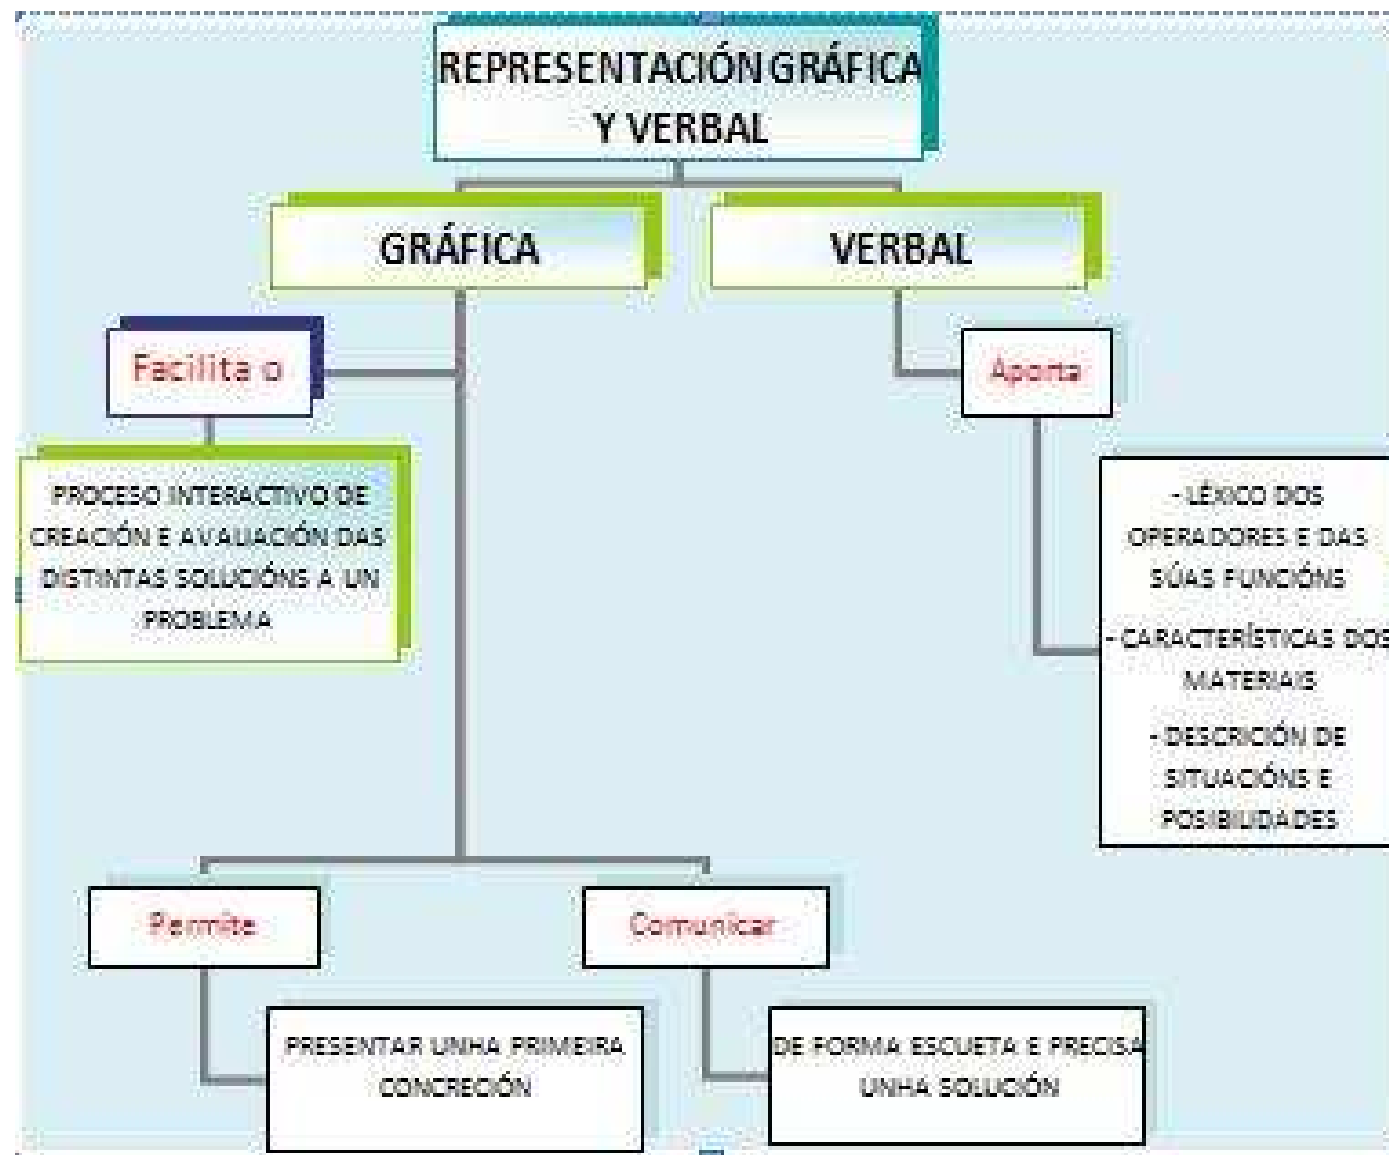 REPRESENTACIÓN GRÁFICA
Y VERBAL
GRÁFICA
VERBAL
Facilita o
Aporta
PROCESO INTERACTIVO DE
CREACIÓN E AVALIACIÓN DAS
DISTINTAS SOLUCIÓNS A UN
PROBLEMA
- LÉXICO DOS
OPERADORES E DAS
SÚAS FUNCIÓNS
- CARACTERÍSTICAS DOS
MATERIAIS
- DESCRICIÓN DE
SITUACIÓNS E
POSIBILIDADES
Permite
Comunicar
PRESENTAR UNHA PRIMEIRA
CONCRECIÓN
DE FORMA ESCUETA E PRECISA
UNHA SOLUCIÓN